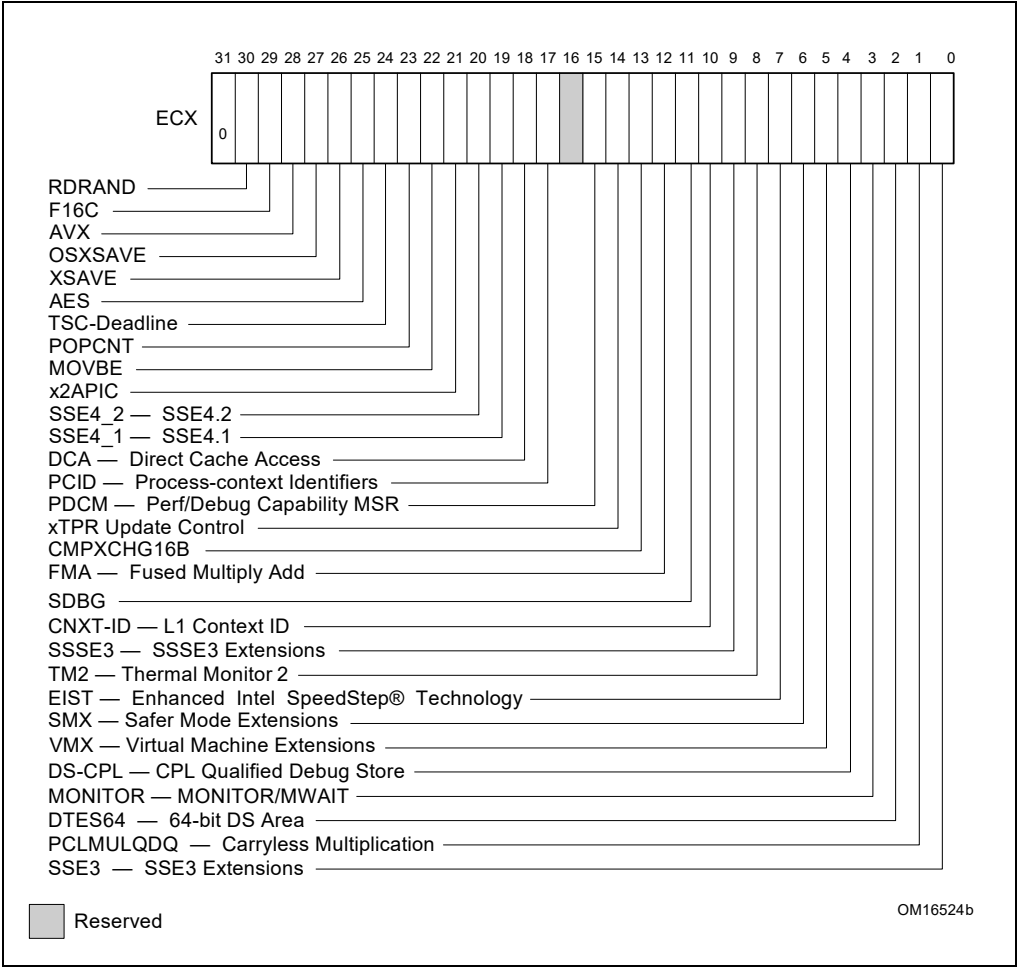 31 30 29 28 27 26 25 24 23 22 21 20 19 18 17 16 15 14 13 12 11 10 9 8 7 6 5 4 3 2 1 0
ECX
0
RDRAND
F16C
AVX
OSXSAVE
XSAVE
AES
TSC-Deadline
POPCNT
MOVBE
x2APIC
SSE4_2 — SSE4.2
SSE4_1 — SSE4.1
DCA — Direct Cache Access
PCID — Process-context Identifiers
PDCM — Perf/Debug Capability MSR
xTPR Update Control
CMPXCHG16B
FMA — Fused Multiply Add
SDBG
CNXT-ID — L1 Context ID
SSSE3 — SSSE3 Extensions
TM2 — Thermal Monitor 2
EIST — Enhanced Intel SpeedStep® Technology
SMX — Safer Mode Extensions
VMX — Virtual Machine Extensions
DS-CPL — CPL Qualified Debug Store
MONITOR — MONITOR/MWAIT
DTES64 — 64-bit DS Area
PCLMULQDQ — Carryless Multiplication
SSE3 — SSE3 Extensions
OM16524b
Reserved